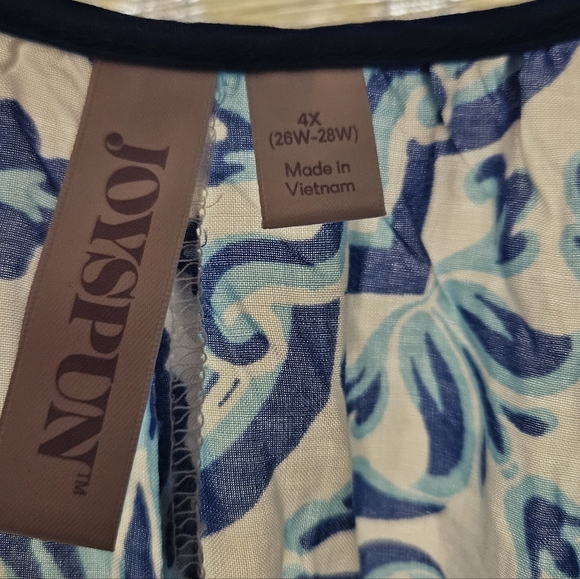 JOYSPUN™
4X
(26W-28W)
Made in
Vietnam